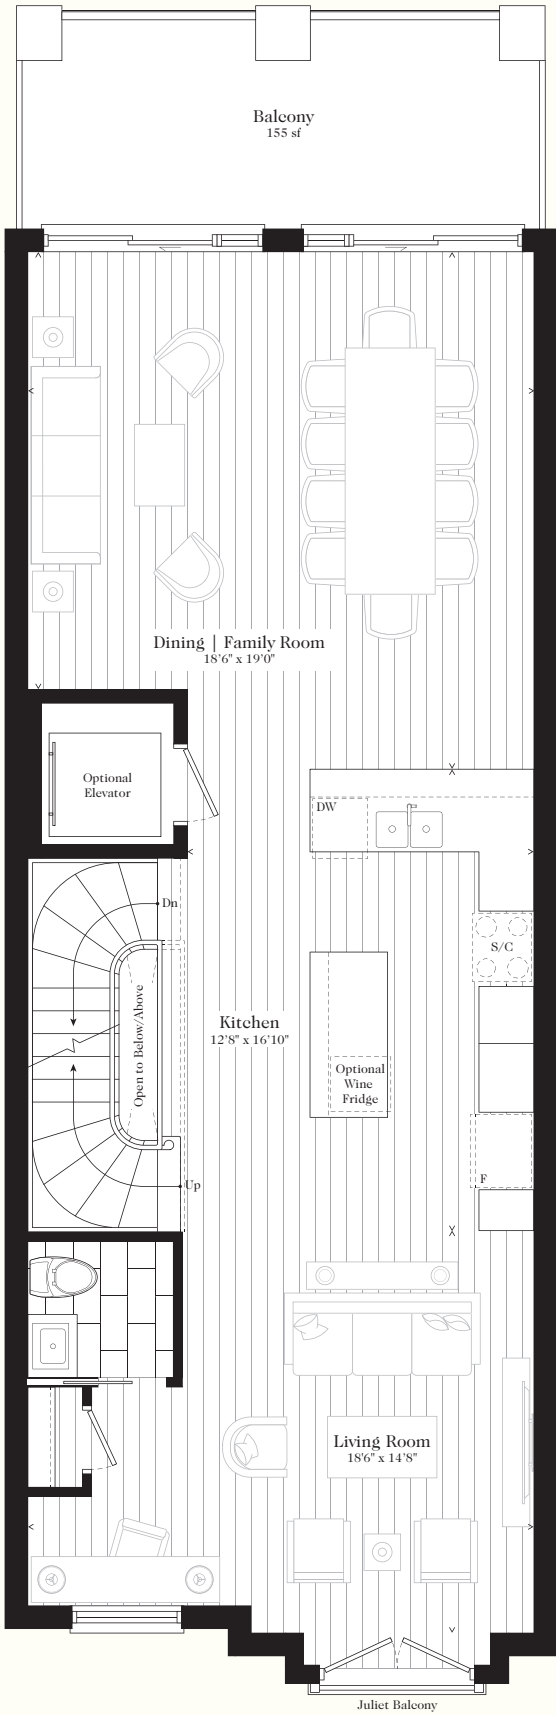 Balcony
155 sf
Dining | Family Room
18'6" x 19'0"
Optional
Elevator
DW
Dn
S/C
Open to Below/Above
Kitchen
12'8" x 16'10"
Optional
Wine
Fridge
F
Up
Living Room
18'6" x 14'8"
Juliet Balcony